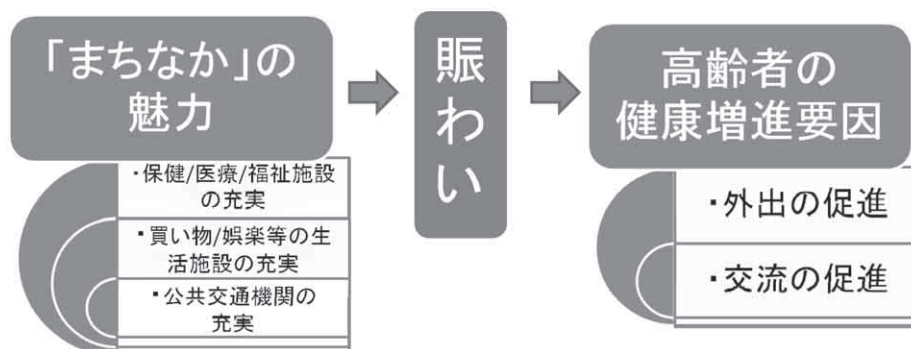 「まちなか」の
魅力
・保健/医療/福祉施設
の充実
・買い物/娯楽等の生
活施設の充実
・公共交通機関の
充実
賑わい
高齢者の
健康増進要因
・外出の促進
・交流の促進